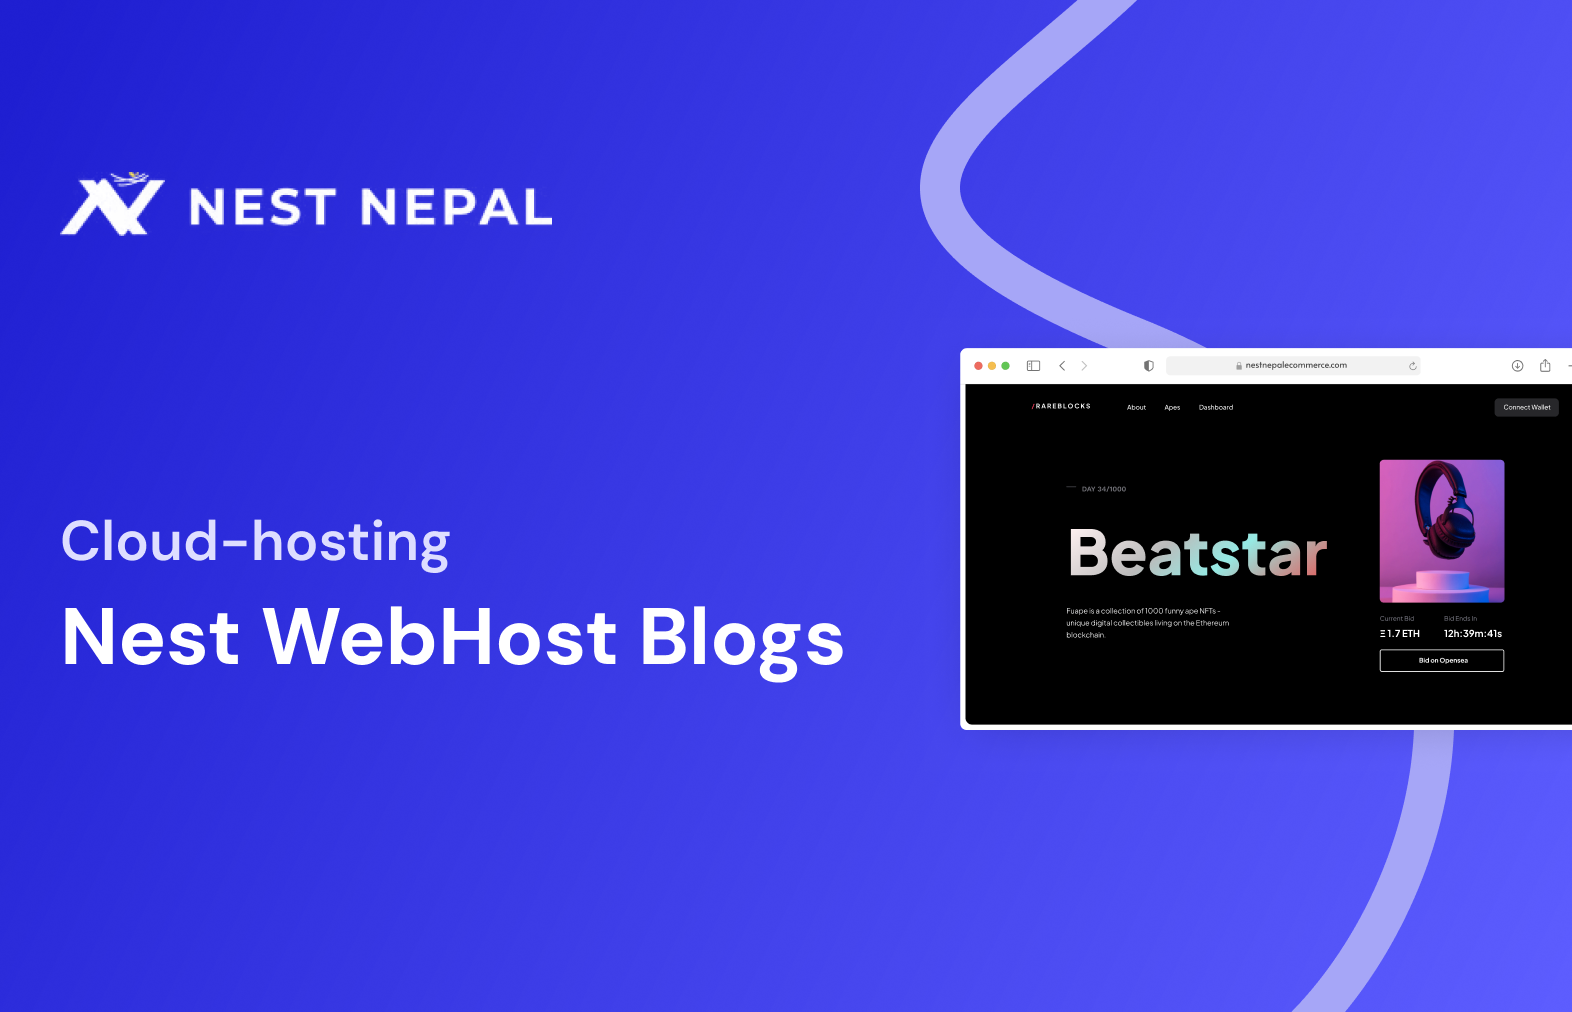 NEST NEPAL
Cloud-hosting
Nest WebHost Blogs
nestnepalecommerce.com
/RAREBLOCKS
About
Apes
Dashboard
Connect Wallet
DAY 34/1000
Beatstar
Fuape is a collection of 1000 funny ape NFTs -
unique digital collectibles living on the Ethereum
blockchain.
Current Bid
Bid Ends In
Ξ 1.7 ETH
12h:39m:41s
Bid on Opensea